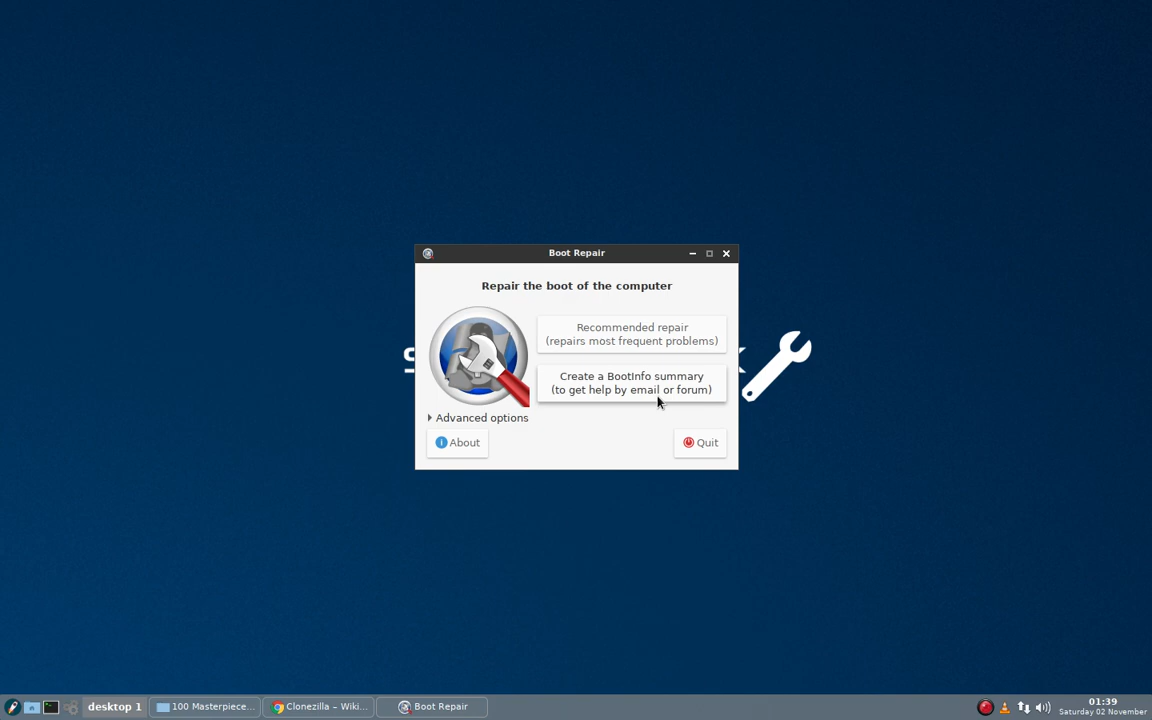 Boot Repair
Repair the boot of the computer
Recommended repair
(repairs most frequent problems)
Create a BootInfo summary
(to get help by email or forum)
Advanced options
About
Quit
desktop 1
100 Masterpiece...
Clonezilla – Wiki...
Boot Repair
01:39
Saturday 02 November